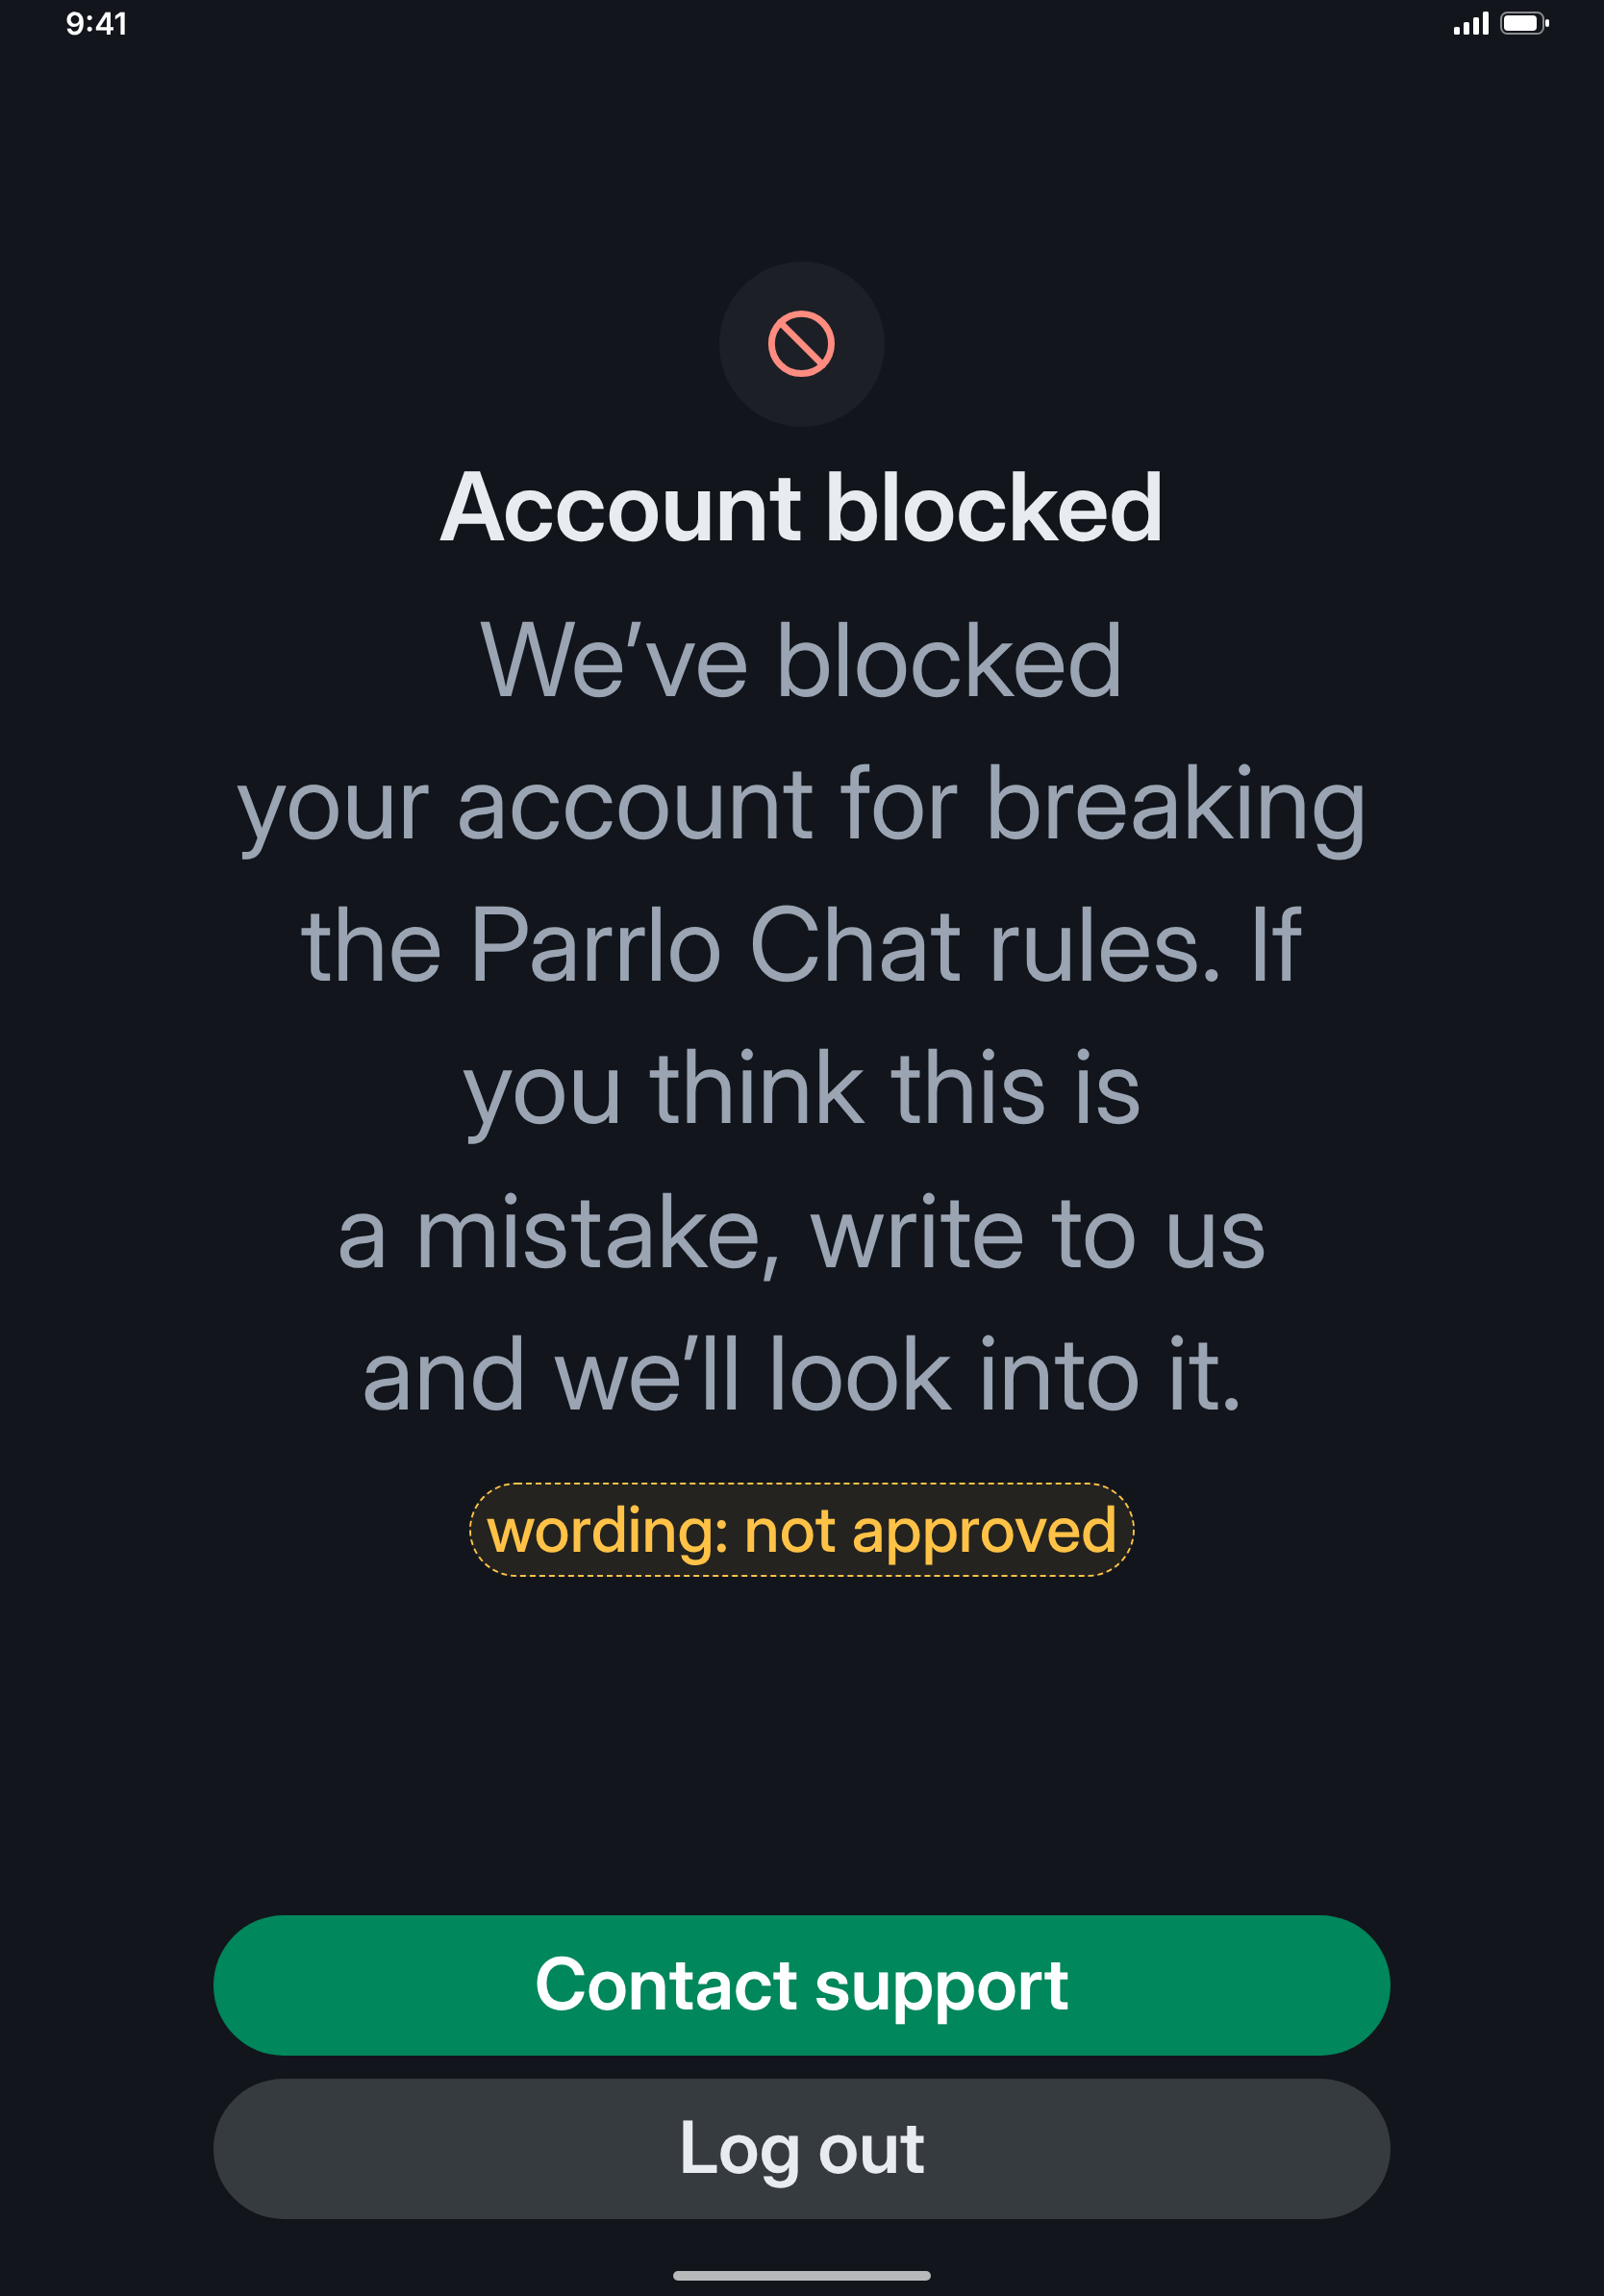 9:41
Account blocked
We’ve blocked
your account for breaking
the Parrlo Chat rules. If
you think this is
a mistake, write to us
and we’ll look into it.
wording: not approved
Contact support
Log out